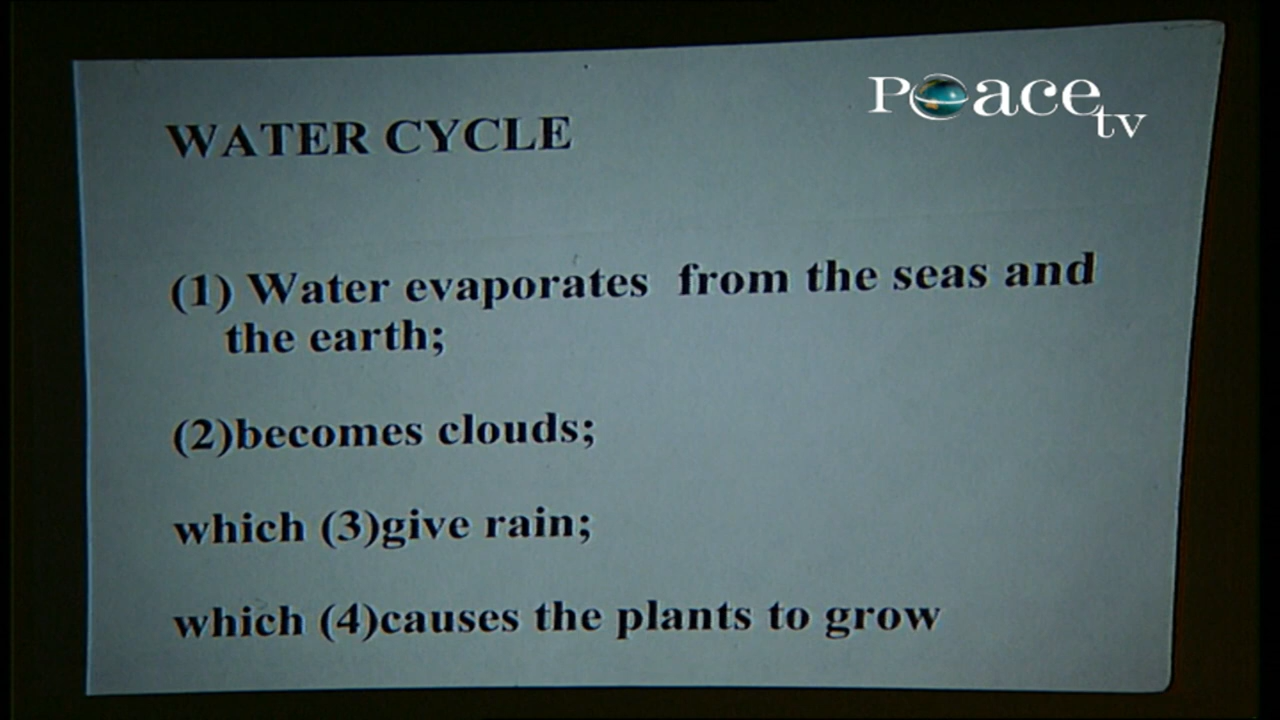 Peace tv
WATER CYCLE
(1) Water evaporates from the seas and
the earth;
(2)becomes clouds;
which (3)give rain;
which (4)causes the plants to grow